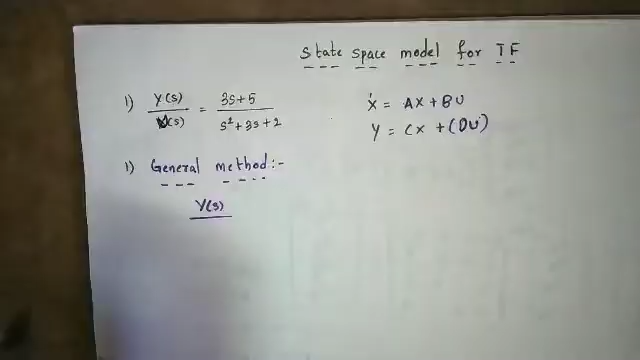 State space model for TF
1) Y(s) / U(s) = 3s+5 / s² + 3s + 2
Ẋ = AX + BU
Y = CX + (DU)
1) General method:-
Y(s)